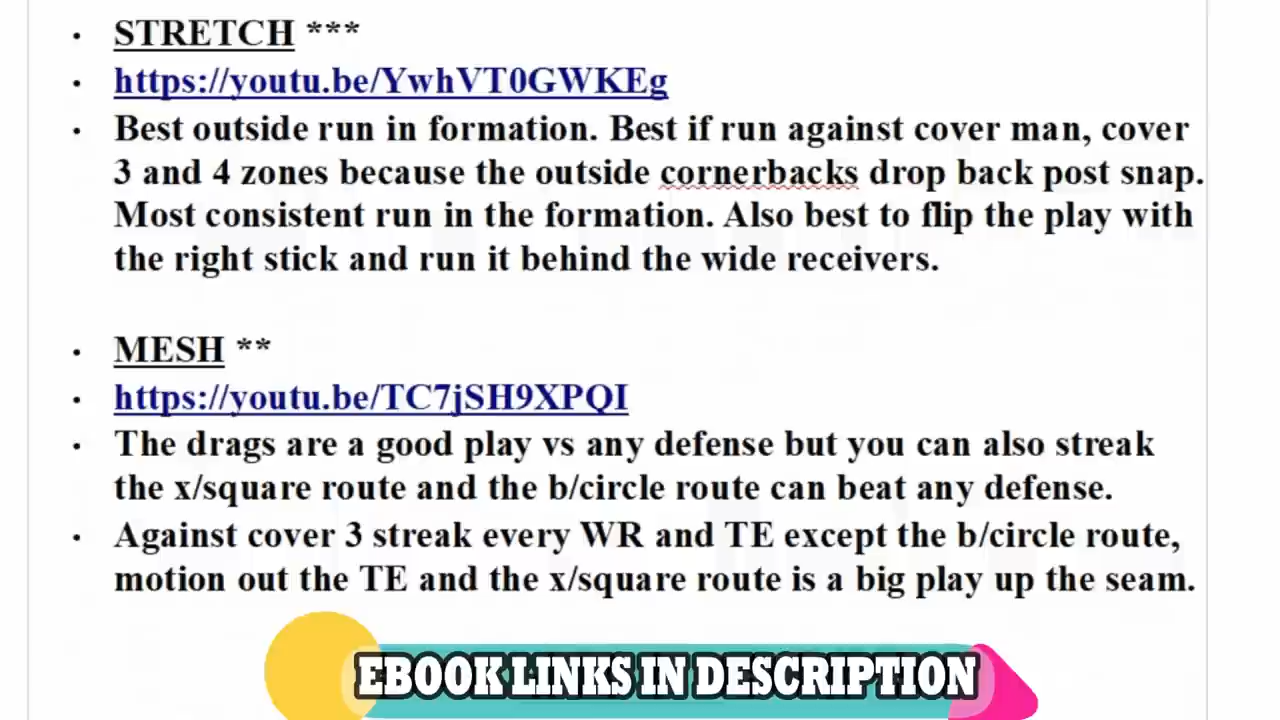 • STRETCH ***
• https://youtu.be/YwhVT0GWKEg
• Best outside run in formation. Best if run against cover man, cover
3 and 4 zones because the outside cornerbacks drop back post snap.
Most consistent run in the formation. Also best to flip the play with
the right stick and run it behind the wide receivers.
• MESH **
• https://youtu.be/TC7jSH9XPQI
• The drags are a good play vs any defense but you can also streak
the x/square route and the b/circle route can beat any defense.
• Against cover 3 streak every WR and TE except the b/circle route,
motion out the TE and the x/square route is a big play up the seam.
EBOOK LINKS IN DESCRIPTION